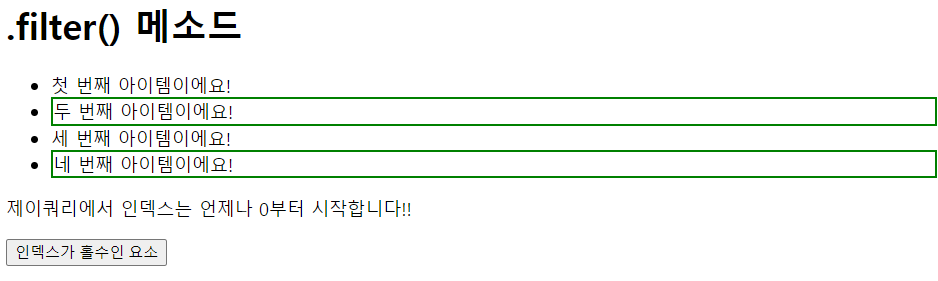 .filter() 메소드
첫 번째 아이템이에요!
두 번째 아이템이에요!
세 번째 아이템이에요!
네 번째 아이템이에요!
제이쿼리에서 인덱스는 언제나 0부터 시작합니다!!
인덱스가 홀수인 요소